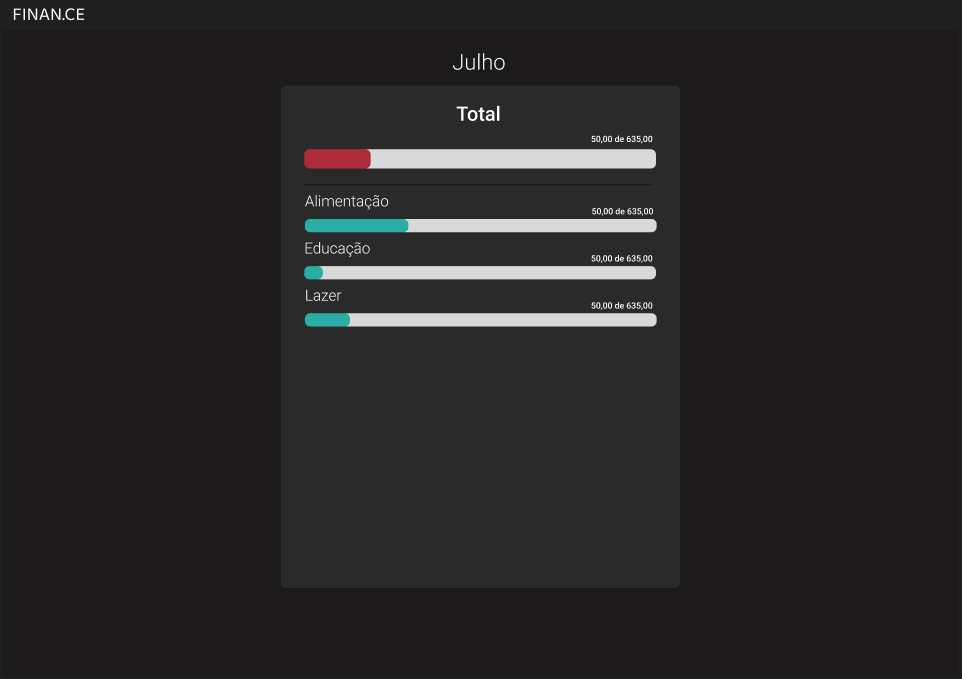 FINAN.CE
Julho
Total
50,00 de 635,00
Alimentação
50,00 de 635,00
Educação
50,00 de 635,00
Lazer
50,00 de 635,00